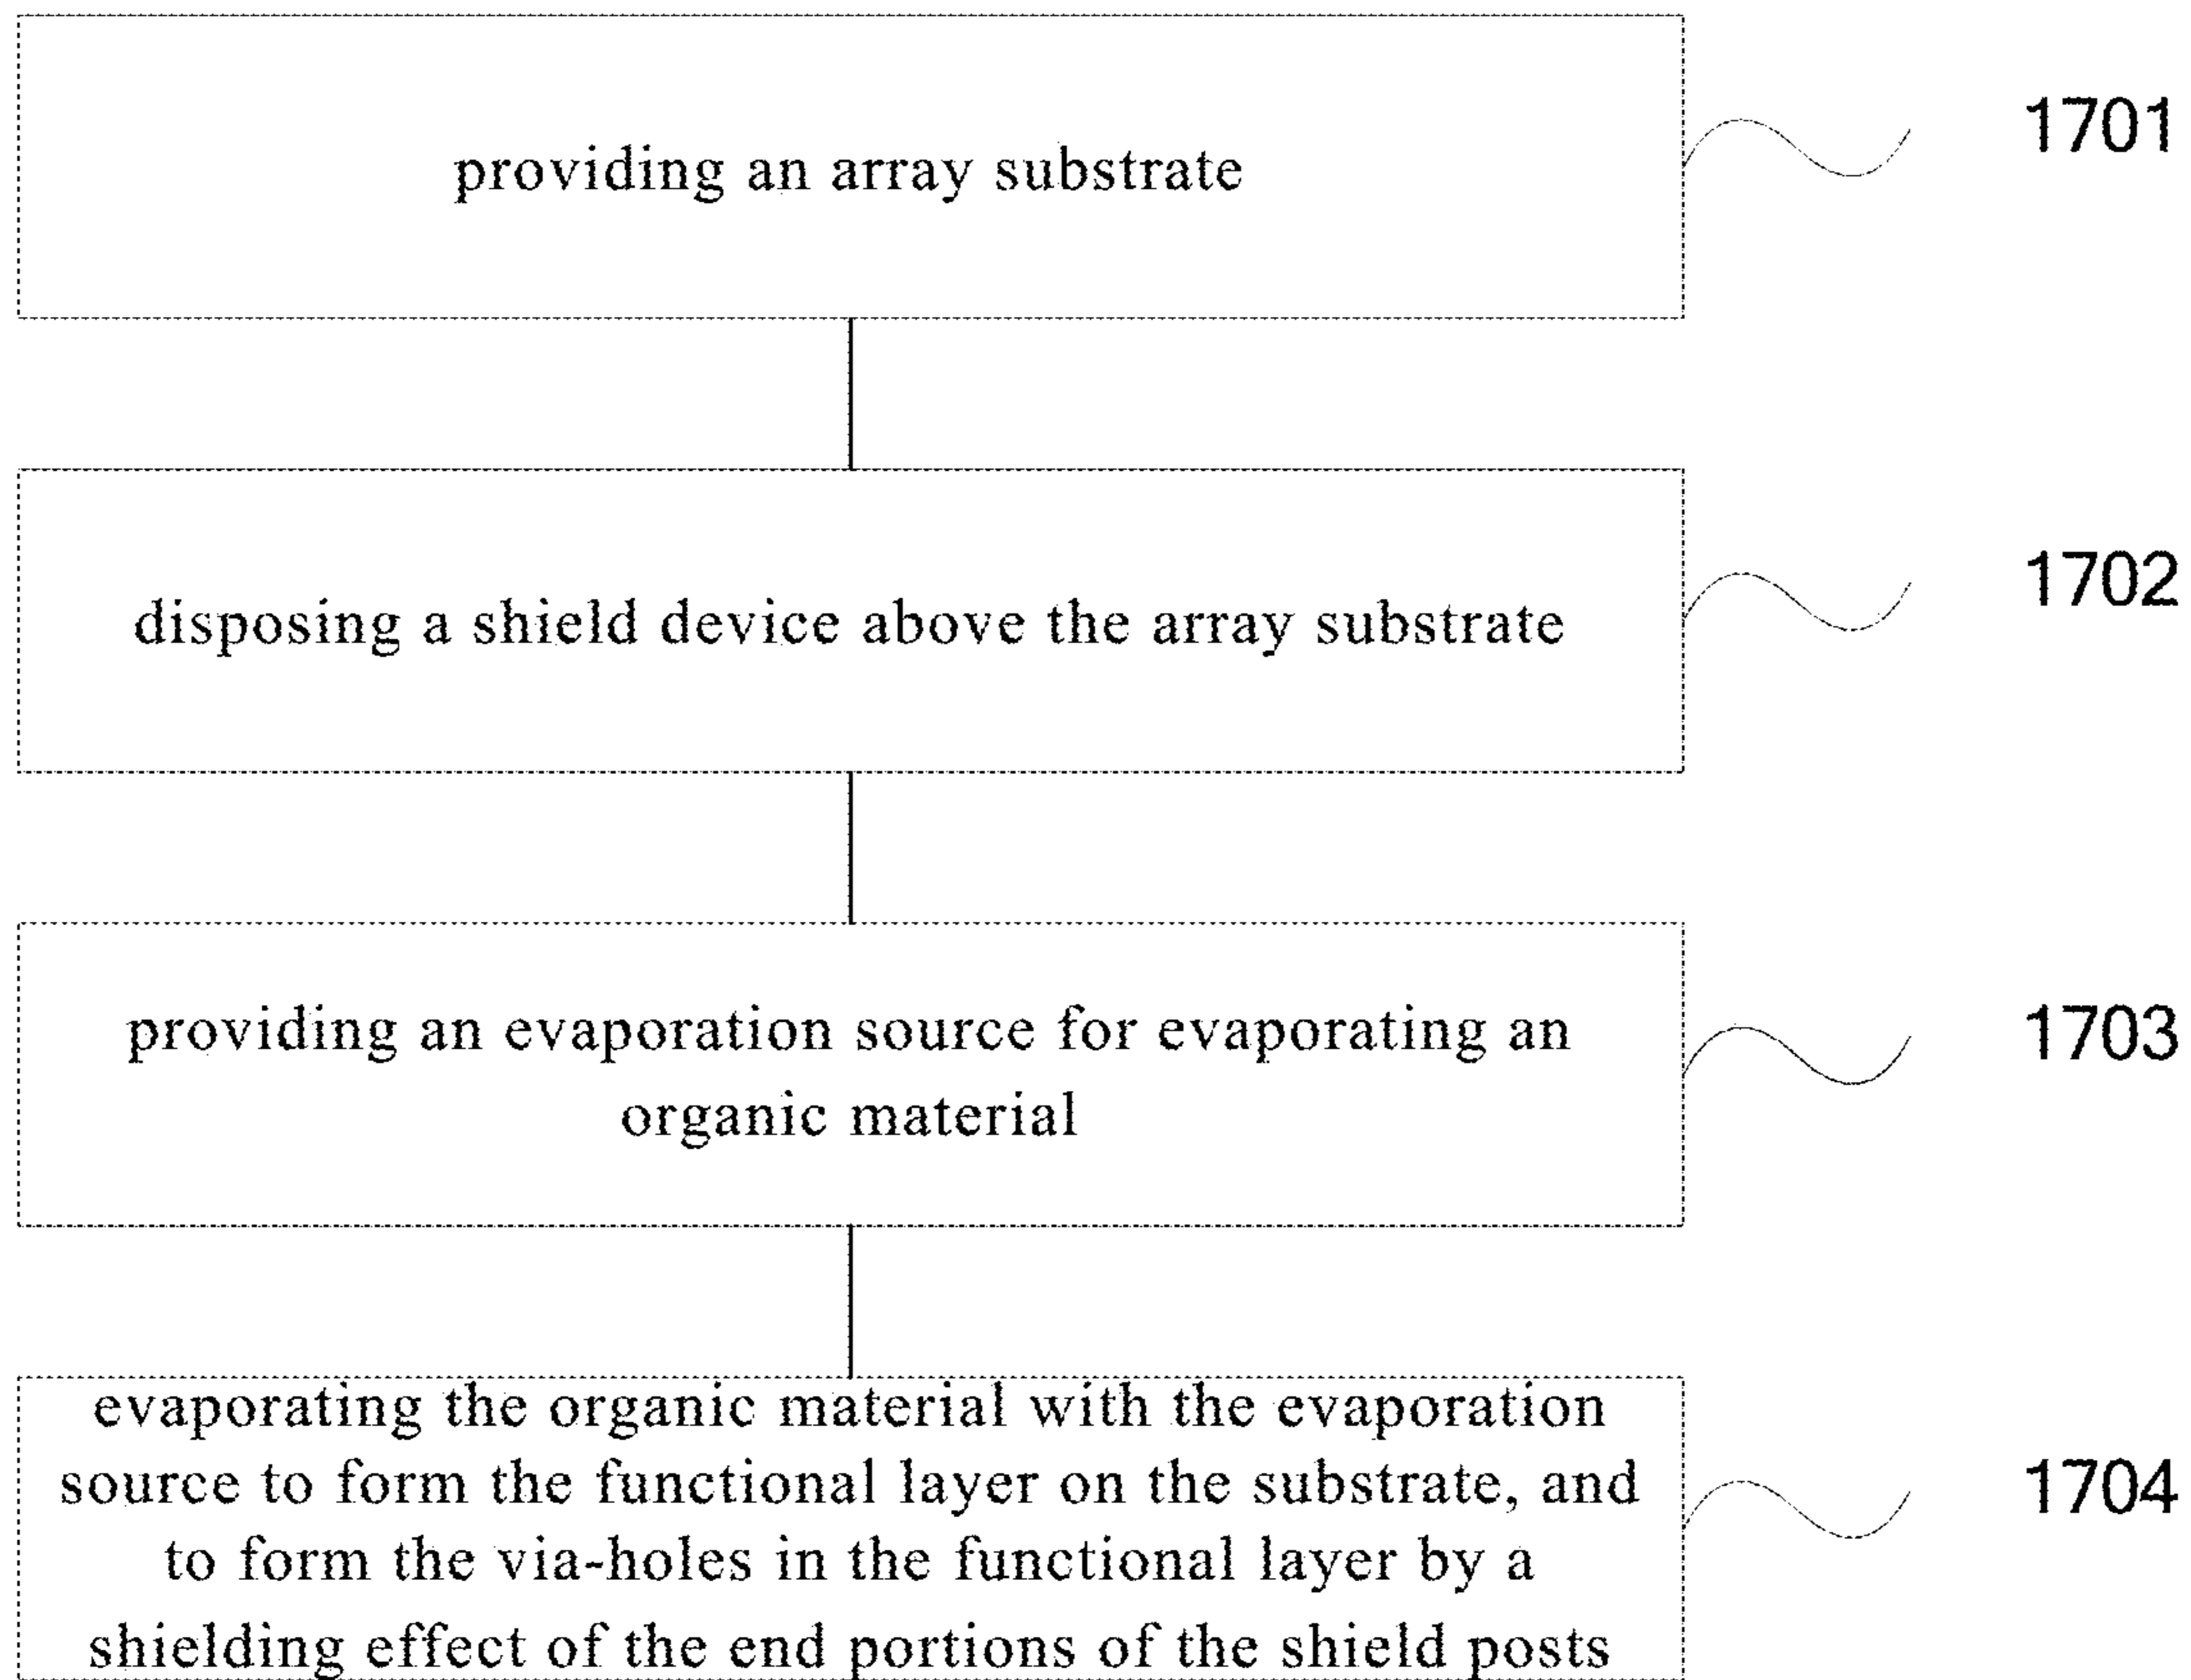 providing an array substrate
1701
disposing a shield device above the array substrate
1702
providing an evaporation source for evaporating an
organic material
1703
evaporating the organic material with the evaporation
source to form the functional layer on the substrate, and
to form the via-holes in the functional layer by a
shielding effect of the end portions of the shield posts
1704